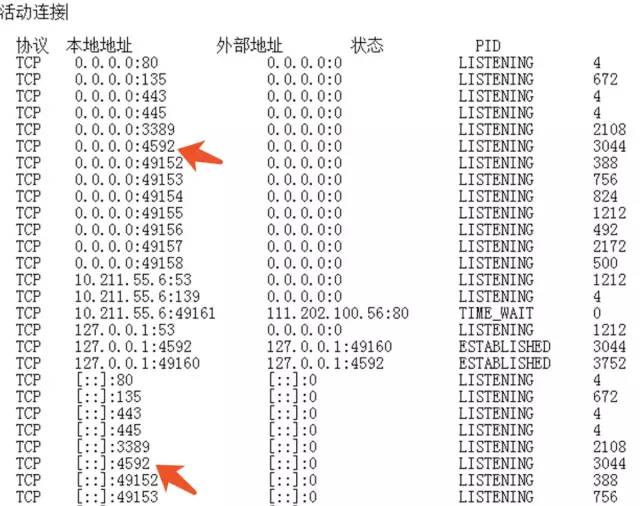 活动连接
协议 本地地址 外部地址 状态 PID
TCP 0.0.0.0:80 0.0.0.0:0 LISTENING 4
TCP 0.0.0.0:135 0.0.0.0:0 LISTENING 672
TCP 0.0.0.0:443 0.0.0.0:0 LISTENING 4
TCP 0.0.0.0:445 0.0.0.0:0 LISTENING 4
TCP 0.0.0.0:3389 0.0.0.0:0 LISTENING 2108
TCP 0.0.0.0:4592 0.0.0.0:0 LISTENING 3044
TCP 0.0.0.0:49152 0.0.0.0:0 LISTENING 388
TCP 0.0.0.0:49153 0.0.0.0:0 LISTENING 756
TCP 0.0.0.0:49154 0.0.0.0:0 LISTENING 824
TCP 0.0.0.0:49155 0.0.0.0:0 LISTENING 1212
TCP 0.0.0.0:49156 0.0.0.0:0 LISTENING 492
TCP 0.0.0.0:49157 0.0.0.0:0 LISTENING 2172
TCP 0.0.0.0:49158 0.0.0.0:0 LISTENING 500
TCP 10.211.55.6:53 0.0.0.0:0 LISTENING 1212
TCP 10.211.55.6:139 0.0.0.0:0 LISTENING 4
TCP 10.211.55.6:49161 111.202.100.56:80 TIME_WAIT 0
TCP 127.0.0.1:53 0.0.0.0:0 LISTENING 1212
TCP 127.0.0.1:4592 127.0.0.1:49160 ESTABLISHED 3044
TCP 127.0.0.1:49160 127.0.0.1:4592 ESTABLISHED 3752
TCP [::]:80 [::]:0 LISTENING 4
TCP [::]:135 [::]:0 LISTENING 672
TCP [::]:443 [::]:0 LISTENING 4
TCP [::]:445 [::]:0 LISTENING 4
TCP [::]:3389 [::]:0 LISTENING 2108
TCP [::]:4592 [::]:0 LISTENING 3044
TCP [::]:49152 [::]:0 LISTENING 388
TCP [::]:49153 [::]:0 LISTENING 756